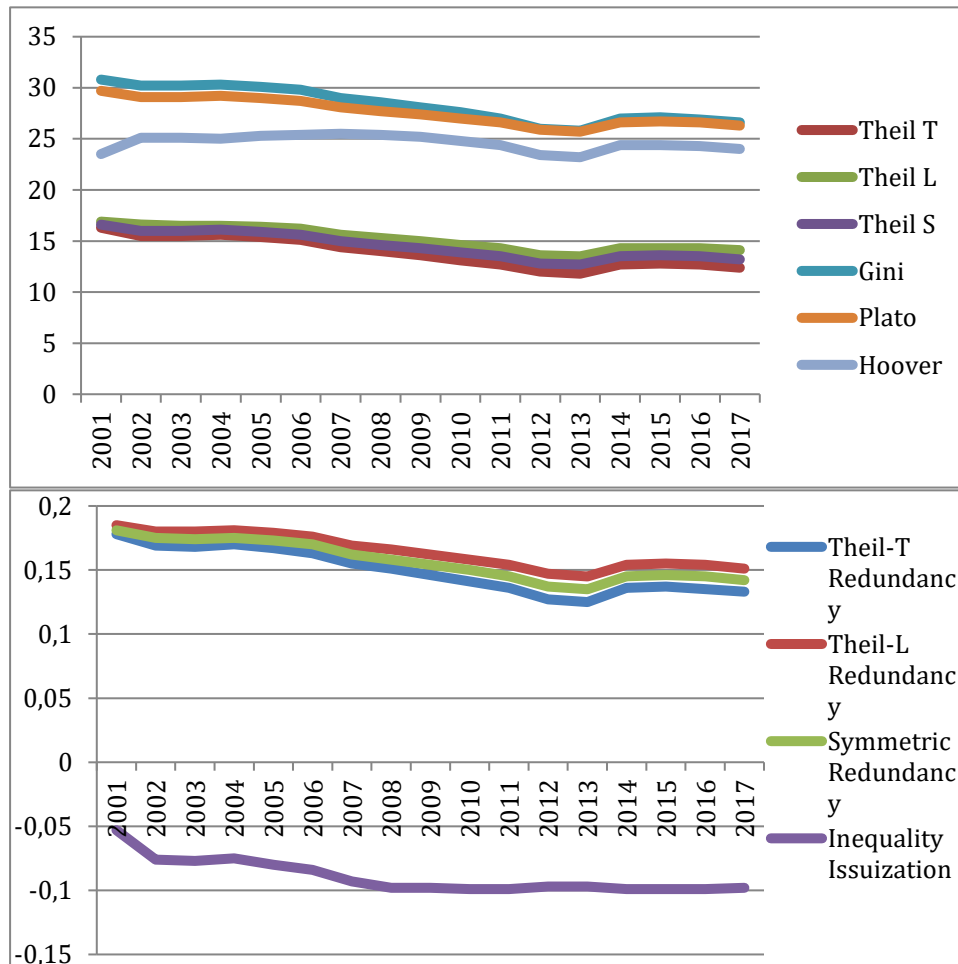 35
30
25
20
15
10
5
0
2001
2002
2003
2004
2005
2006
2007
2008
2009
2010
2011
2012
2013
2014
2015
2016
2017
Theil T
Theil L
Theil S
Gini
Plato
Hoover
0,2
0,15
0,1
0,05
0
-0,05
-0,1
-0,15
2001
2002
2003
2004
2005
2006
2007
2008
2009
2010
2011
2012
2013
2014
2015
2016
2017
Theil-T
Redundanc
y
Theil-L
Redundanc
y
Symmetric
Redundanc
y
Inequality
Issuization